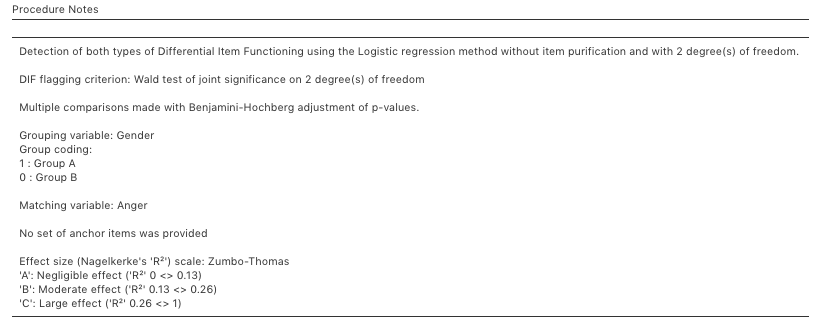 Procedure Notes
Detection of both types of Differential Item Functioning using the Logistic regression method without item purification and with 2 degree(s) of freedom.
DIF flagging criterion: Wald test of joint significance on 2 degree(s) of freedom
Multiple comparisons made with Benjamini-Hochberg adjustment of p-values.
Grouping variable: Gender
Group coding:
1 : Group A
0 : Group B
Matching variable: Anger
No set of anchor items was provided
Effect size (Nagelkerke's 'R²') scale: Zumbo-Thomas
'A': Negligible effect ('R²' 0 <> 0.13)
'B': Moderate effect ('R²' 0.13 <> 0.26)
'C': Large effect ('R²' 0.26 <> 1)